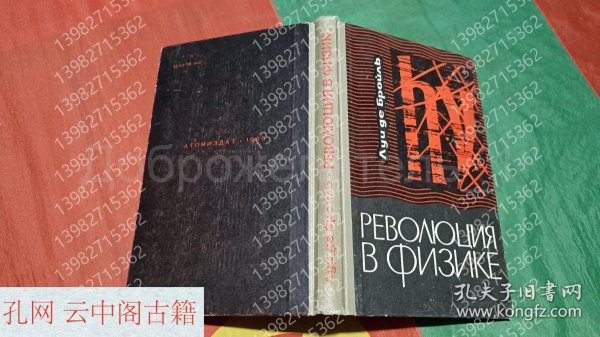 Луи де Бройль
РЕВОЛЮЦИЯ
В ФИЗИКЕ
Луи де Бройль РЕВОЛЮЦИЯ В ФИЗИКЕ
АТОМИЗДАТ · 1965
Доброжелатель
13982715362
孔网 云中阁古籍
孔夫子旧书网
www.kongfz.com